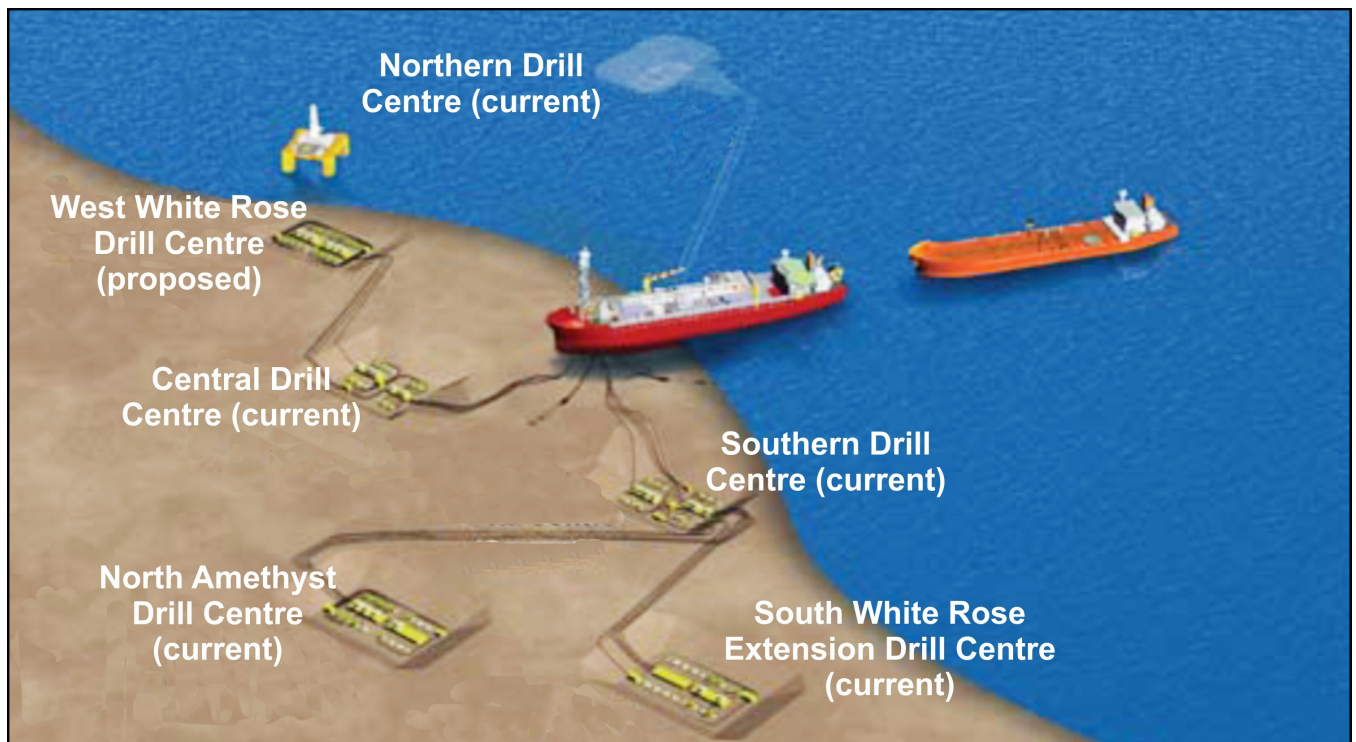 Northern Drill
Centre (current)
West White Rose
Drill Centre
(proposed)
Central Drill
Centre (current)
Southern Drill
Centre (current)
North Amethyst
Drill Centre
(current)
South White Rose
Extension Drill Centre
(current)